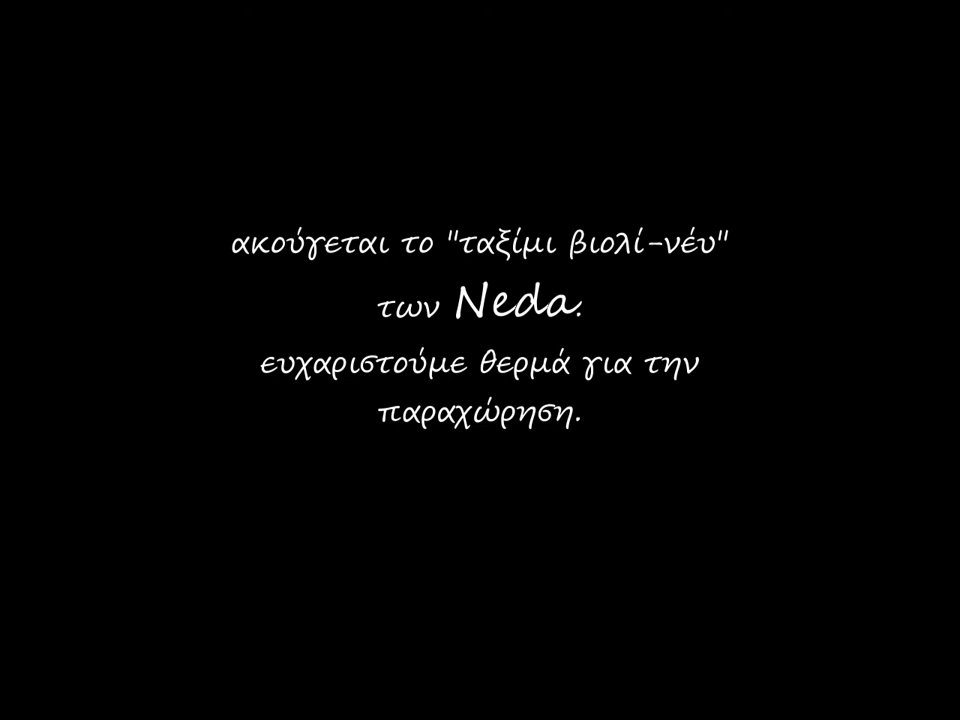 ακούγεται το "ταξίμι βιολί-νέυ"
των Neda.
ευχαριστούμε θερμά για την
παραχώρηση.